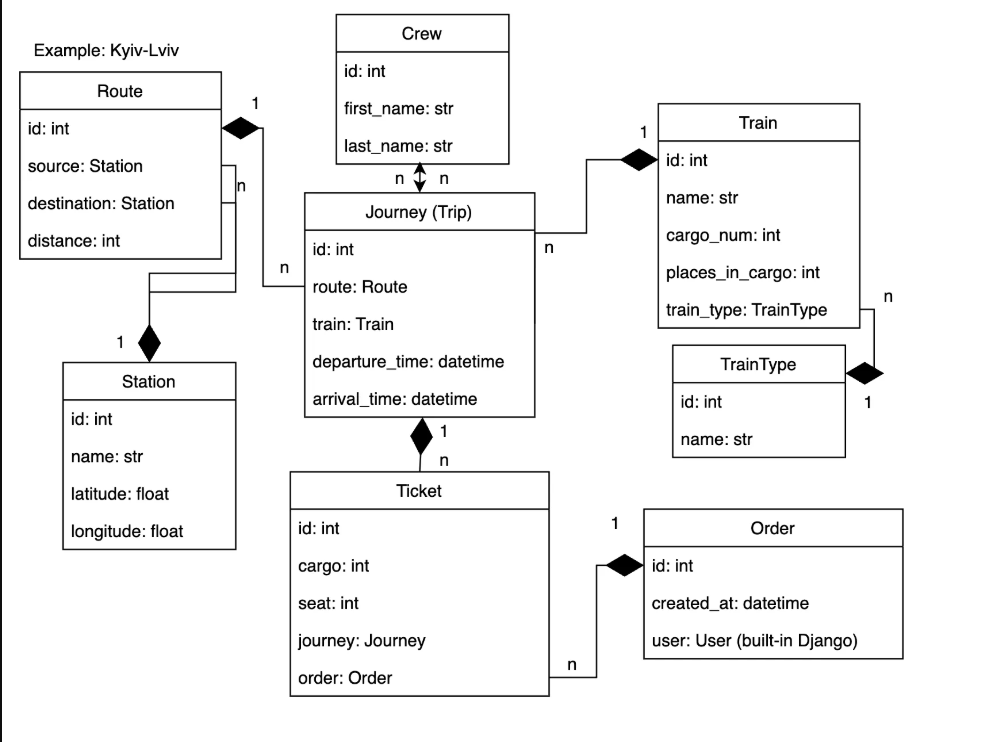 Example: Kyiv-Lviv
Route
id: int
source: Station
destination: Station
distance: int
1
n
n
Crew
id: int
first_name: str
last_name: str
n
n
Journey (Trip)
id: int
route: Route
train: Train
departure_time: datetime
arrival_time: datetime
1
n
Train
id: int
name: str
cargo_num: int
places_in_cargo: int
train_type: TrainType
n
TrainType
id: int
name: str
1
1
Station
id: int
name: str
latitude: float
longitude: float
1
n
Ticket
id: int
cargo: int
seat: int
journey: Journey
order: Order
n
1
Order
id: int
created_at: datetime
user: User (built-in Django)